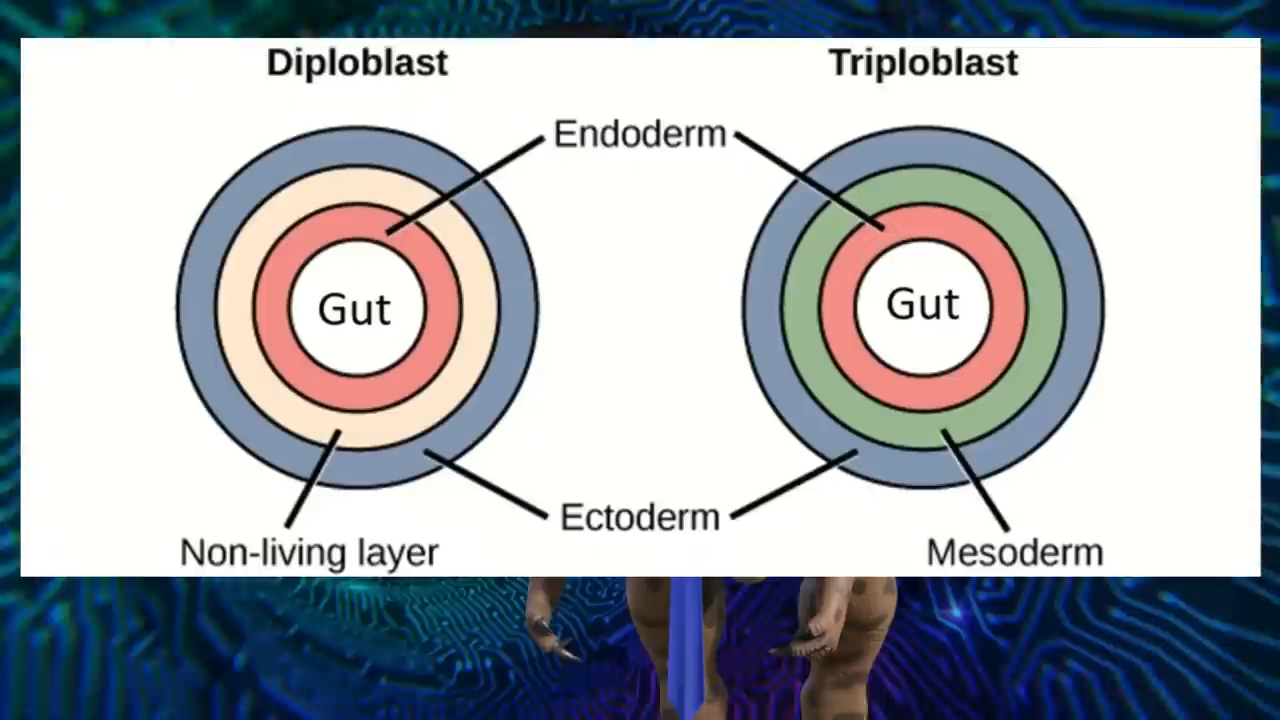 Diploblast
Triploblast
Endoderm
Gut
Gut
Ectoderm
Non-living layer
Mesoderm